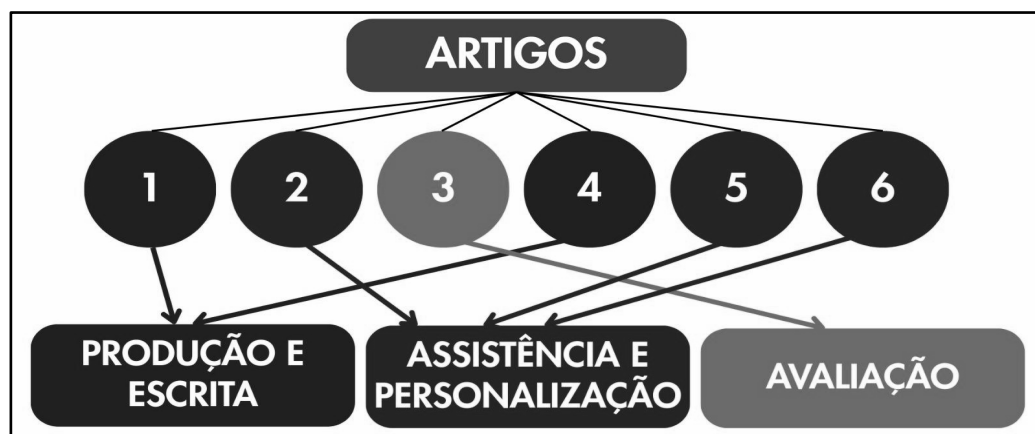 ARTIGOS
1 2 3 4 5 6
PRODUÇÃO E
ESCRITA
ASSISTÊNCIA E
PERSONALIZAÇÃO
AVALIAÇÃO